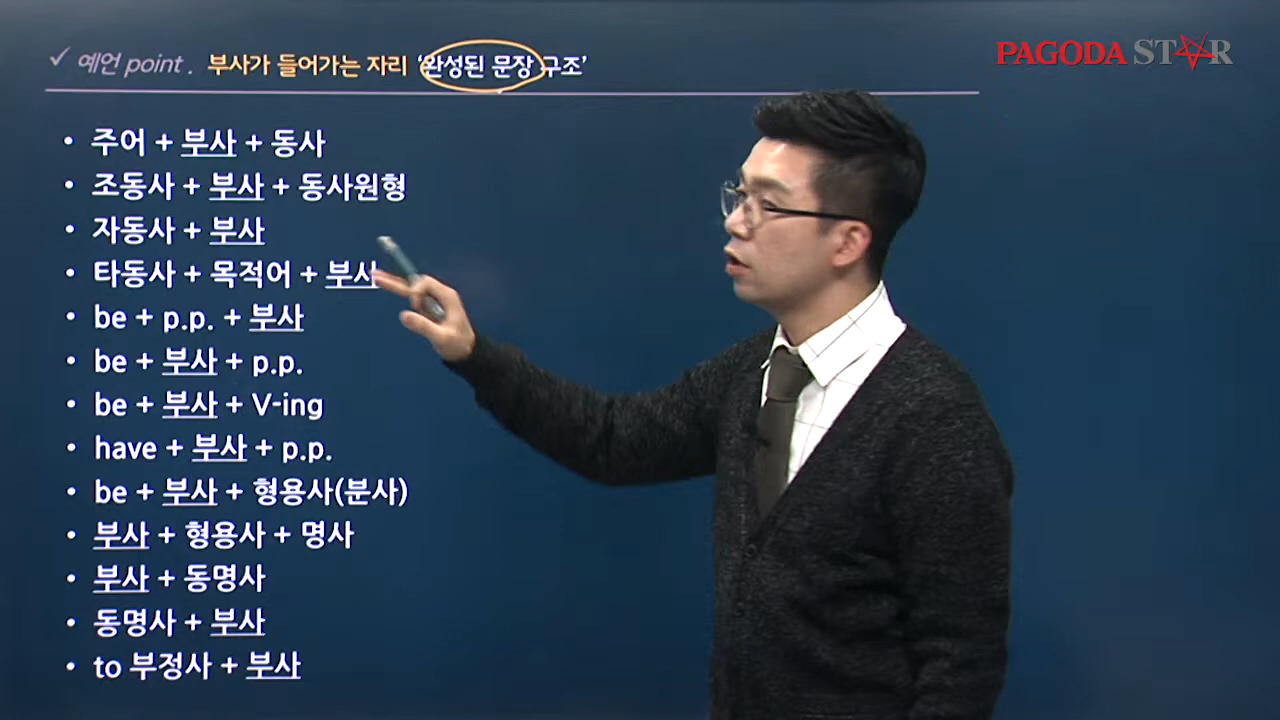 ✓ 예언 point . 부사가 들어가는 자리 ‘완성된 문장 구조’
PAGODA STAR
• 주어 + 부사 + 동사
• 조동사 + 부사 + 동사원형
• 자동사 + 부사
• 타동사 + 목적어 + 부사
• be + p.p. + 부사
• be + 부사 + p.p.
• be + 부사 + V-ing
• have + 부사 + p.p.
• be + 부사 + 형용사(분사)
• 부사 + 형용사 + 명사
• 부사 + 동명사
• 동명사 + 부사
• to 부정사 + 부사